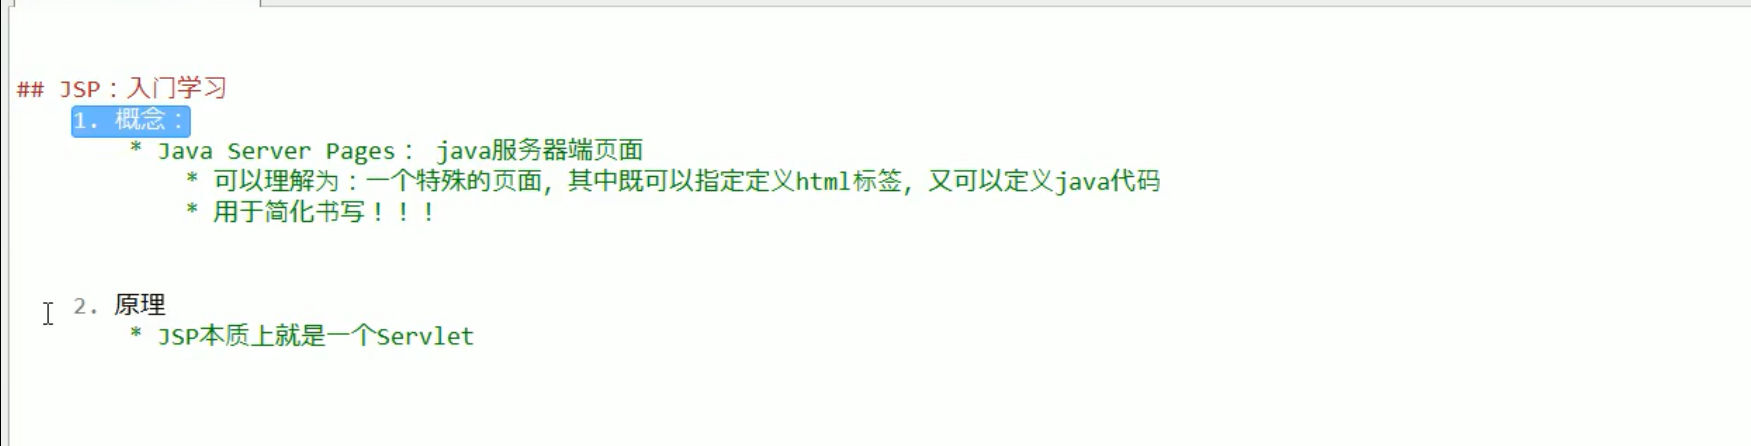 ## JSP：入门学习
1. 概念：
* Java Server Pages： java服务器端页面
* 可以理解为：一个特殊的页面，其中既可以指定定义html标签，又可以定义java代码
* 用于简化书写！！！
2. 原理
* JSP本质上就是一个Servlet